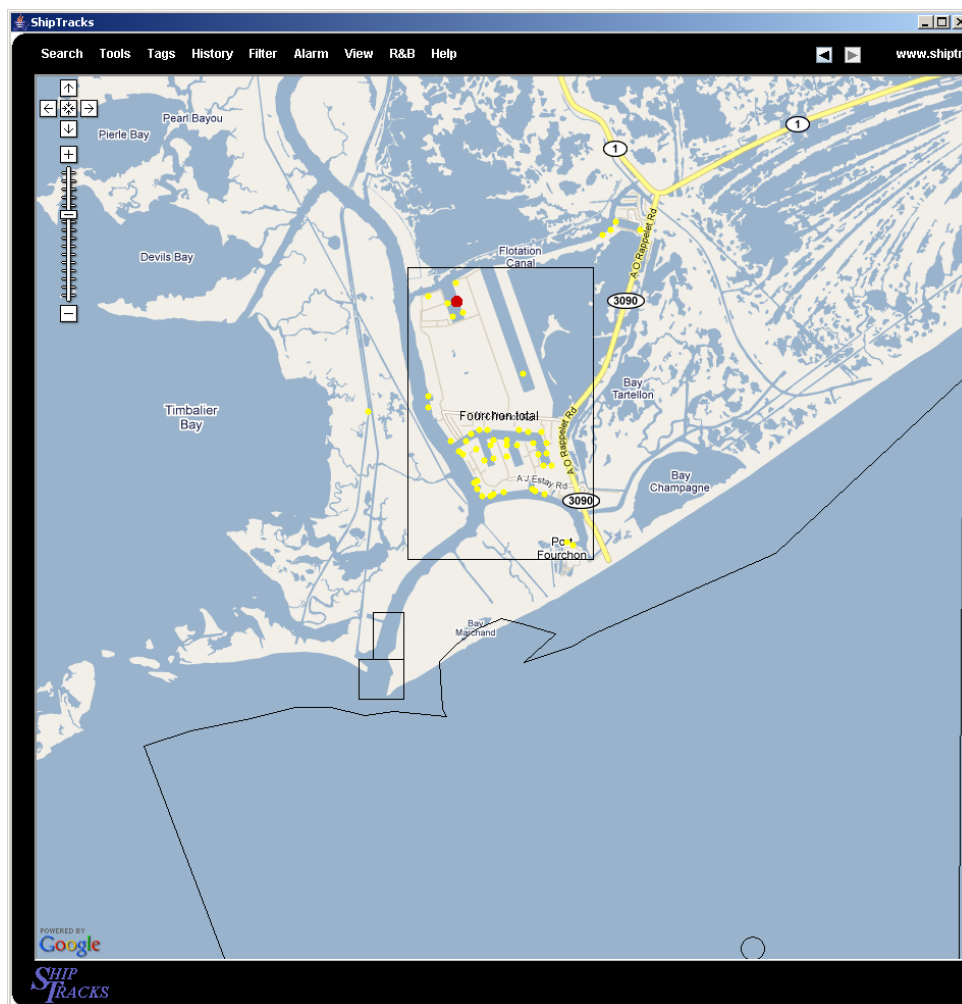 ShipTracks
Search Tools Tags History Filter Alarm View R&B Help
www.shiptr
Pearl Bayou
Pierle Bay
1
1
Devils Bay
Flotation
Canal
A O Rappelet Rd
3090
Timbalier
Bay
Bay
Tartellon
Fourchon total
A O Rappelet Rd
A J Estay Rd
Bay
Champagne
3090
Port
Fourchon
Bay
Marchand
POWERED BY
Google
SHIP
TRACKS